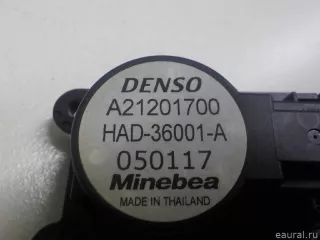 DENSO
A21201700
HAD-36001-A
050117
Minebea
MADE IN THAILAND
eaural.ru